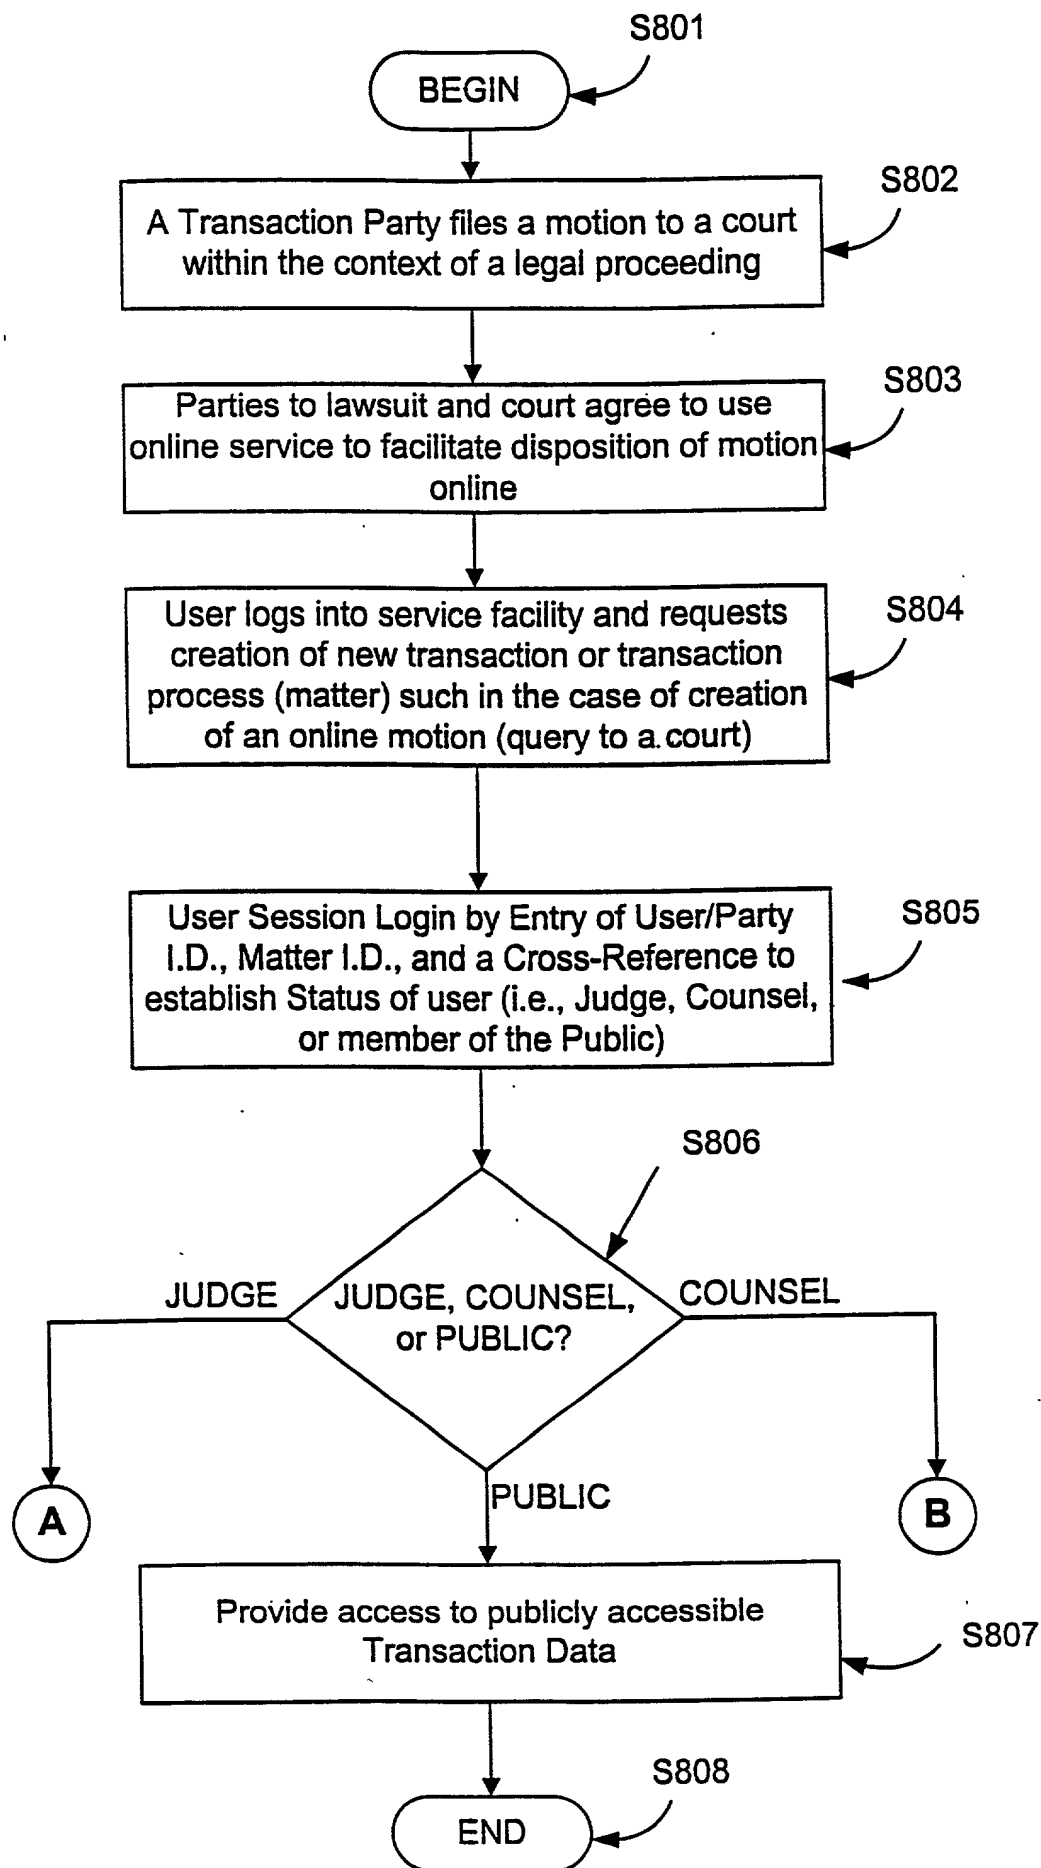 S801
BEGIN
S802
A Transaction Party files a motion to a court
within the context of a legal proceeding
S803
Parties to lawsuit and court agree to use
online service to facilitate disposition of motion
online
S804
User logs into service facility and requests
creation of new transaction or transaction
process (matter) such in the case of creation
of an online motion (query to a court)
S805
User Session Login by Entry of User/Party
I.D., Matter I.D., and a Cross-Reference to
establish Status of user (i.e., Judge, Counsel,
or member of the Public)
S806
JUDGE
JUDGE, COUNSEL,
or PUBLIC?
COUNSEL
A
PUBLIC
B
Provide access to publicly accessible
Transaction Data
S807
S808
END